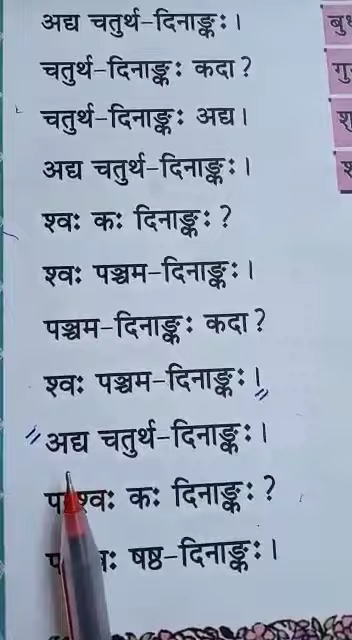 अद्य चतुर्थ-दिनाङ्कः ।
चतुर्थ-दिनाङ्कः कदा ?
चतुर्थ-दिनाङ्कः अद्य ।
अद्य चतुर्थ-दिनाङ्कः ।
श्वः कः दिनाङ्कः ?
श्वः पञ्चम-दिनाङ्कः ।
पञ्चम-दिनाङ्कः कदा ?
श्वः पञ्चम-दिनाङ्कः ।
अद्य चतुर्थ-दिनाङ्कः ।
कः दिनाङ्कः ?
षष्ठ-दिनाङ्कः ।